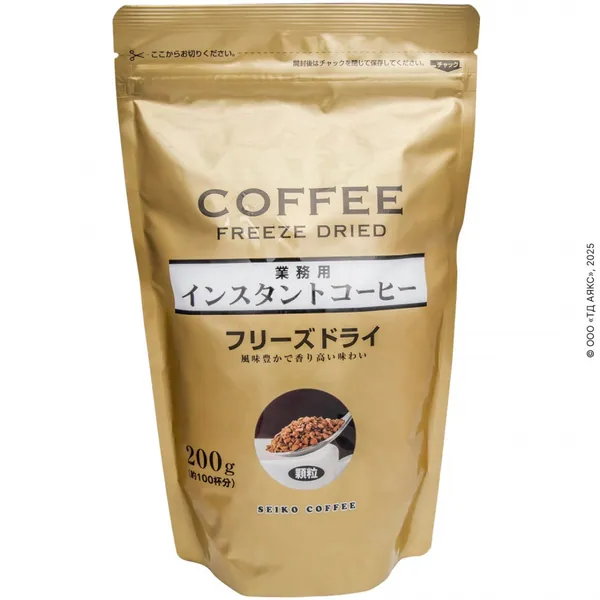 ここからお切りください。
開封後はチャックを閉じて保存してください。
チャック
COFFEE
FREEZE DRIED
業務用
インスタントコーヒー
フリーズドライ
風味豊かで香り高い味わい
200g
(約100杯分)
顆粒
SEIKO COFFEE
© ООО «ТД АЯКС», 2025